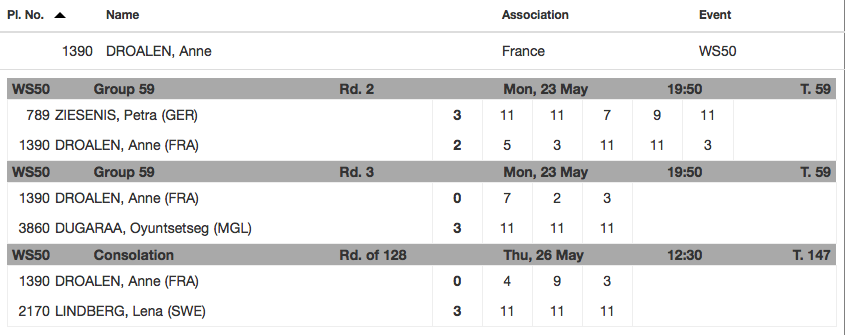 Pl. No. Name Association Event
1390 DROALEN, Anne France WS50
WS50 Group 59 Rd. 2 Mon, 23 May 19:50 T. 59
789 ZIESENIS, Petra (GER) 3 11 11 7 9 11
1390 DROALEN, Anne (FRA) 2 5 3 11 11 3
WS50 Group 59 Rd. 3 Mon, 23 May 19:50 T. 59
1390 DROALEN, Anne (FRA) 0 7 2 3
3860 DUGARAA, Oyuntsetseg (MGL) 3 11 11 11
WS50 Consolation Rd. of 128 Thu, 26 May 12:30 T. 147
1390 DROALEN, Anne (FRA) 0 4 9 3
2170 LINDBERG, Lena (SWE) 3 11 11 11